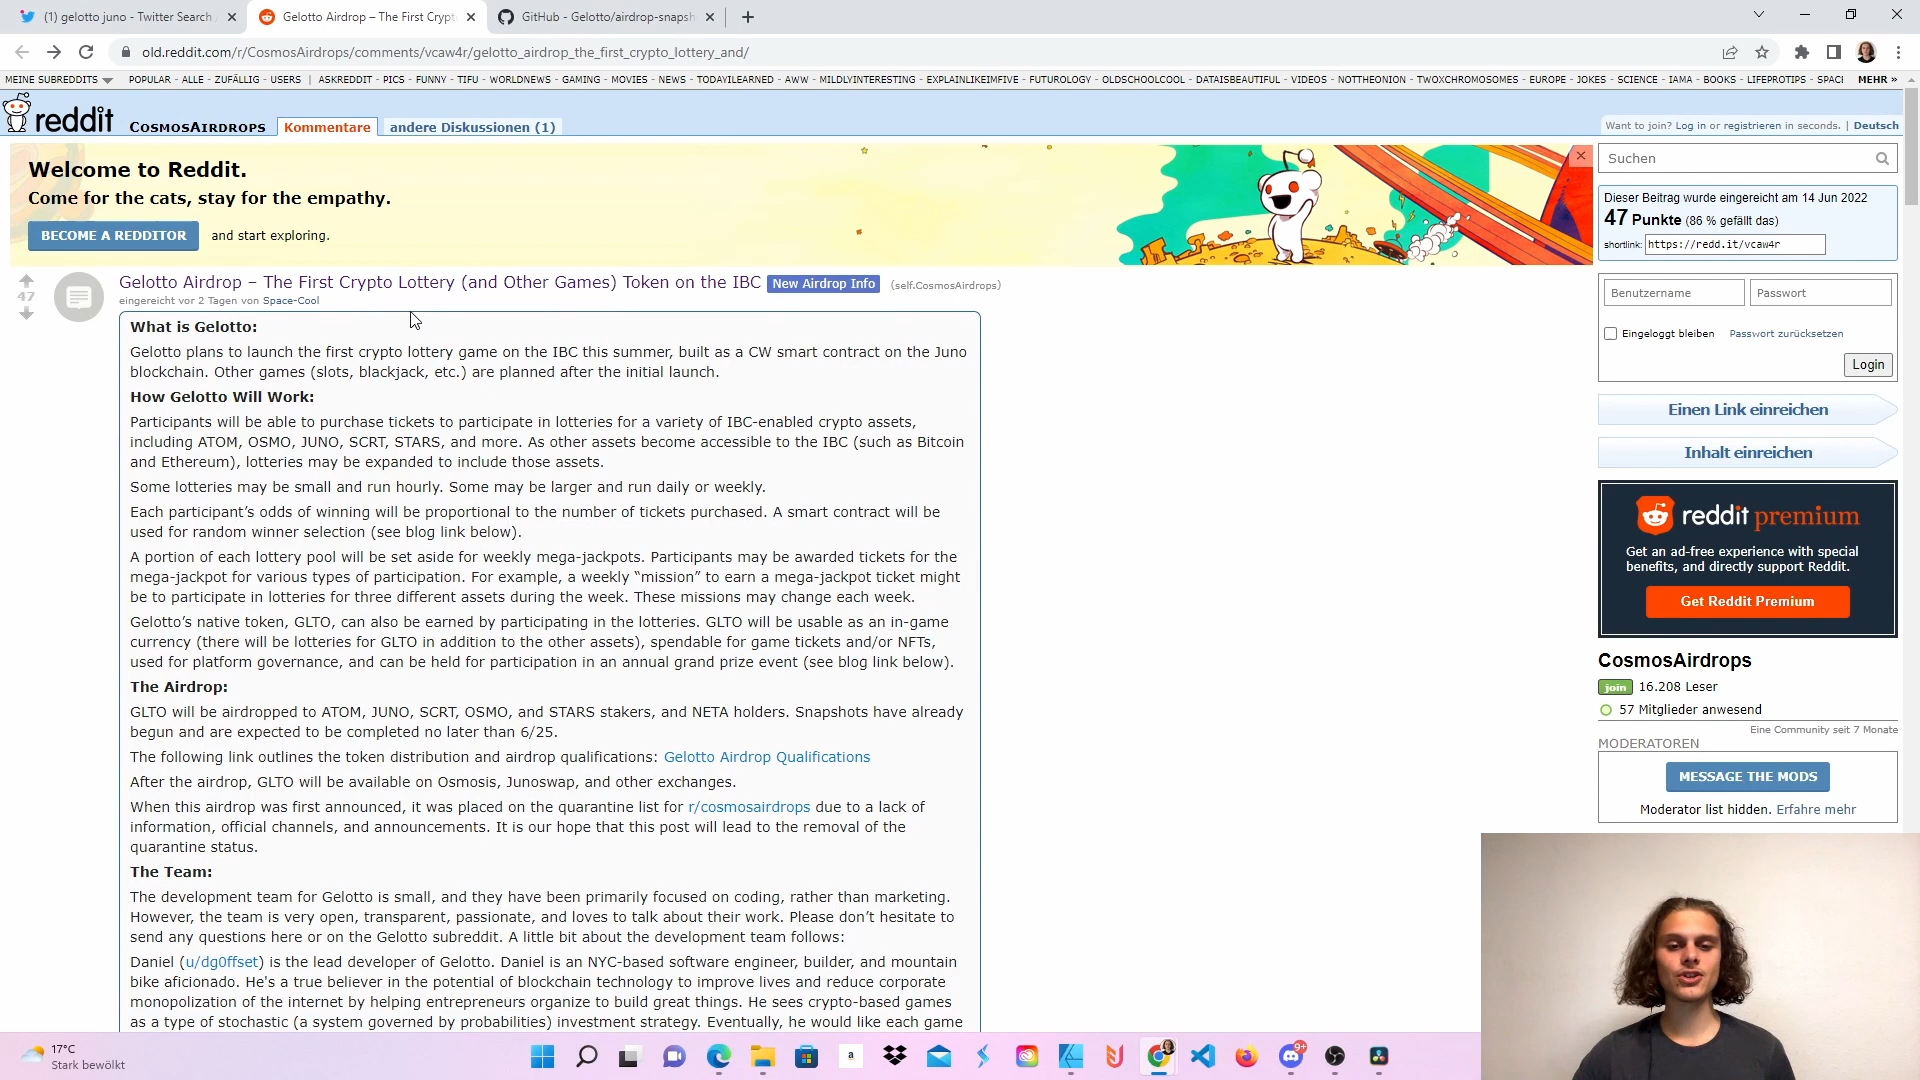 (1) gelotto juno - Twitter Search
Gelotto Airdrop – The First Crypt
GitHub - Gelotto/airdrop-snapsh
old.reddit.com/r/CosmosAirdrops/comments/vcaw4r/gelotto_airdrop_the_first_crypto_lottery_and/
MEINE SUBREDDITS POPULAR - ALLE - ZUFÄLLIG - USERS | ASKREDDIT - PICS - FUNNY - TIFU - WORLDNEWS - GAMING - MOVIES - NEWS - TODAYILEARNED - AWW - MILDLYINTERESTING - EXPLAINLIKEIMFIVE - FUTUROLOGY - OLDSCHOOLCOOL - DATAISBEAUTIFUL - VIDEOS - NOTTHEONION - TWOXCHROMOSOMES - EUROPE - JOKES - SCIENCE - IAMA - BOOKS - LIFEPROTIPS - SPACE MEHR »
reddit COSMOSAIRDROPS Kommentare andere Diskussionen (1)
Want to join? Log in or registrieren in seconds. | Deutsch
Welcome to Reddit.
Come for the cats, stay for the empathy.
BECOME A REDDITOR and start exploring.
47
Gelotto Airdrop – The First Crypto Lottery (and Other Games) Token on the IBC New Airdrop Info (self.CosmosAirdrops)
eingereicht vor 2 Tagen von Space-Cool
What is Gelotto:
Gelotto plans to launch the first crypto lottery game on the IBC this summer, built as a CW smart contract on the Juno
blockchain. Other games (slots, blackjack, etc.) are planned after the initial launch.
How Gelotto Will Work:
Participants will be able to purchase tickets to participate in lotteries for a variety of IBC-enabled crypto assets,
including ATOM, OSMO, JUNO, SCRT, STARS, and more. As other assets become accessible to the IBC (such as Bitcoin
and Ethereum), lotteries may be expanded to include those assets.
Some lotteries may be small and run hourly. Some may be larger and run daily or weekly.
Each participant’s odds of winning will be proportional to the number of tickets purchased. A smart contract will be
used for random winner selection (see blog link below).
A portion of each lottery pool will be set aside for weekly mega-jackpots. Participants may be awarded tickets for the
mega-jackpot for various types of participation. For example, a weekly “mission” to earn a mega-jackpot ticket might
be to participate in lotteries for three different assets during the week. These missions may change each week.
Gelotto’s native token, GLTO, can also be earned by participating in the lotteries. GLTO will be usable as an in-game
currency (there will be lotteries for GLTO in addition to the other assets), spendable for game tickets and/or NFTs,
used for platform governance, and can be held for participation in an annual grand prize event (see blog link below).
The Airdrop:
GLTO will be airdropped to ATOM, JUNO, SCRT, OSMO, and STARS stakers, and NETA holders. Snapshots have already
begun and are expected to be completed no later than 6/25.
The following link outlines the token distribution and airdrop qualifications: Gelotto Airdrop Qualifications
After the airdrop, GLTO will be available on Osmosis, Junoswap, and other exchanges.
When this airdrop was first announced, it was placed on the quarantine list for r/cosmosairdrops due to a lack of
information, official channels, and announcements. It is our hope that this post will lead to the removal of the
quarantine status.
The Team:
The development team for Gelotto is small, and they have been primarily focused on coding, rather than marketing.
However, the team is very open, transparent, passionate, and loves to talk about their work. Please don’t hesitate to
send any questions here or on the Gelotto subreddit. A little bit about the development team follows:
Daniel (u/dg0ffset) is the lead developer of Gelotto. Daniel is an NYC-based software engineer, builder, and mountain
bike aficionado. He's a true believer in the potential of blockchain technology to improve lives and reduce corporate
monopolization of the internet by helping entrepreneurs organize to build great things. He sees crypto-based games
as a type of stochastic (a system governed by probabilities) investment strategy. Eventually, he would like each game
Suchen
Dieser Beitrag wurde eingereicht am 14 Jun 2022
47 Punkte (86 % gefällt das)
shortlink: https://redd.it/vcaw4r
Benutzername Passwort
Eingeloggt bleiben Passwort zurücksetzen
Login
Einen Link einreichen
Inhalt einreichen
reddit premium
Get an ad-free experience with special
benefits, and directly support Reddit.
Get Reddit Premium
CosmosAirdrops
join 16.208 Leser
57 Mitglieder anwesend
Eine Community seit 7 Monate
MODERATOREN
MESSAGE THE MODS
Moderator list hidden. Erfahre mehr
17°C
Stark bewölkt
a
9+